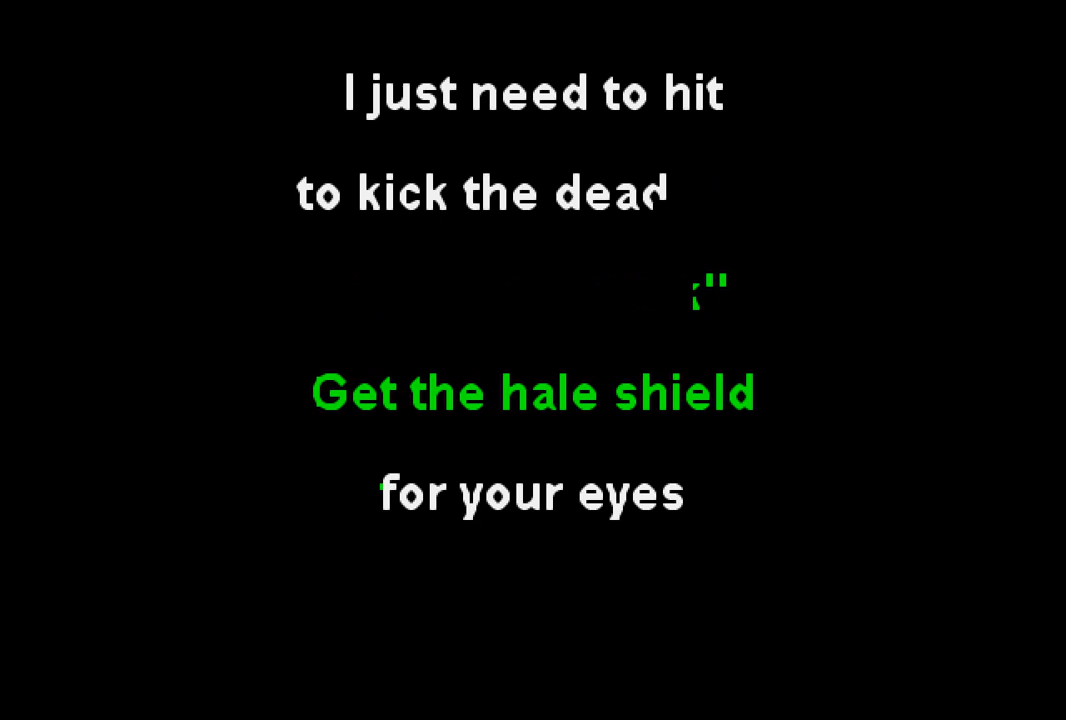 I just need to hit
to kick the dead
Get the hale shield
for your eyes